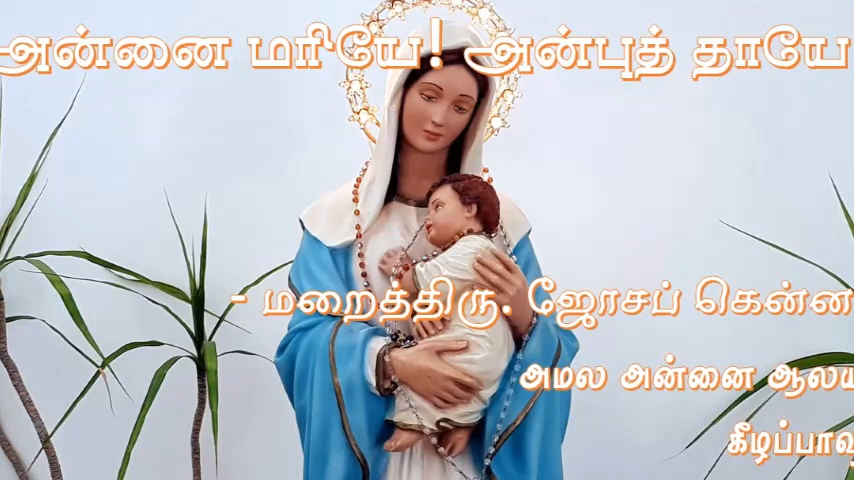 அன்னை மரியே! அன்புத் தாயே
- மறைத்திரு. ஜோசப் கென்ன
அமல அன்னை ஆலய
கீழப்பாவூ